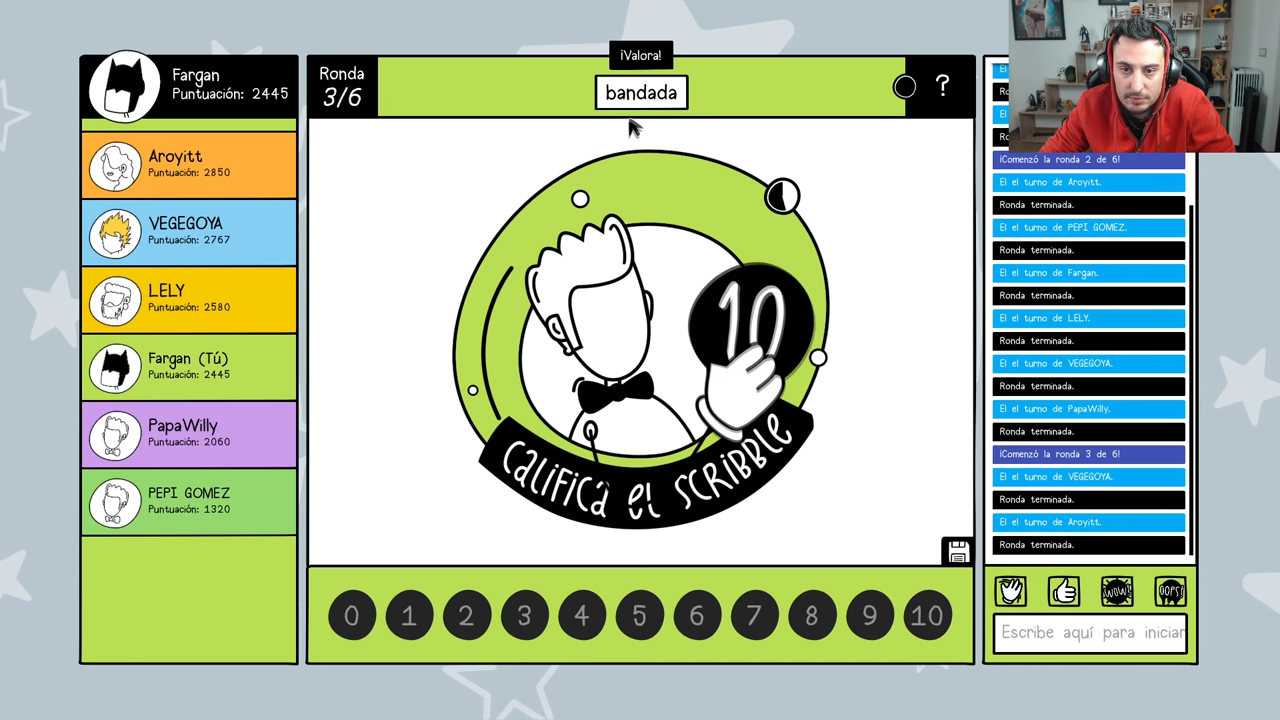 Fargan
Puntuación: 2445
Aroyitt
Puntuación: 2850
VEGEGOYA
Puntuación: 2767
LELY
Puntuación: 2580
Fargan (Tú)
Puntuación: 2445
PapaWilly
Puntuación: 2060
PEPI GOMEZ
Puntuación: 1320
Ronda
3/6
¡Valora!
bandada
?
10
CALIFICA EL SCRIBBLE
0 1 2 3 4 5 6 7 8 9 10
El
Ro
El
Ro
¡Comenzó la ronda 2 de 6!
El el turno de Aroyitt.
Ronda terminada.
El el turno de PEPI GOMEZ.
Ronda terminada.
El el turno de Fargan.
Ronda terminada.
El el turno de LELY.
Ronda terminada.
El el turno de VEGEGOYA.
Ronda terminada.
El el turno de PapaWilly.
Ronda terminada.
¡Comenzó la ronda 3 de 6!
El el turno de VEGEGOYA.
Ronda terminada.
El el turno de Aroyitt.
Ronda terminada.
WOW!
OOPS!
Escribe aquí para iniciar